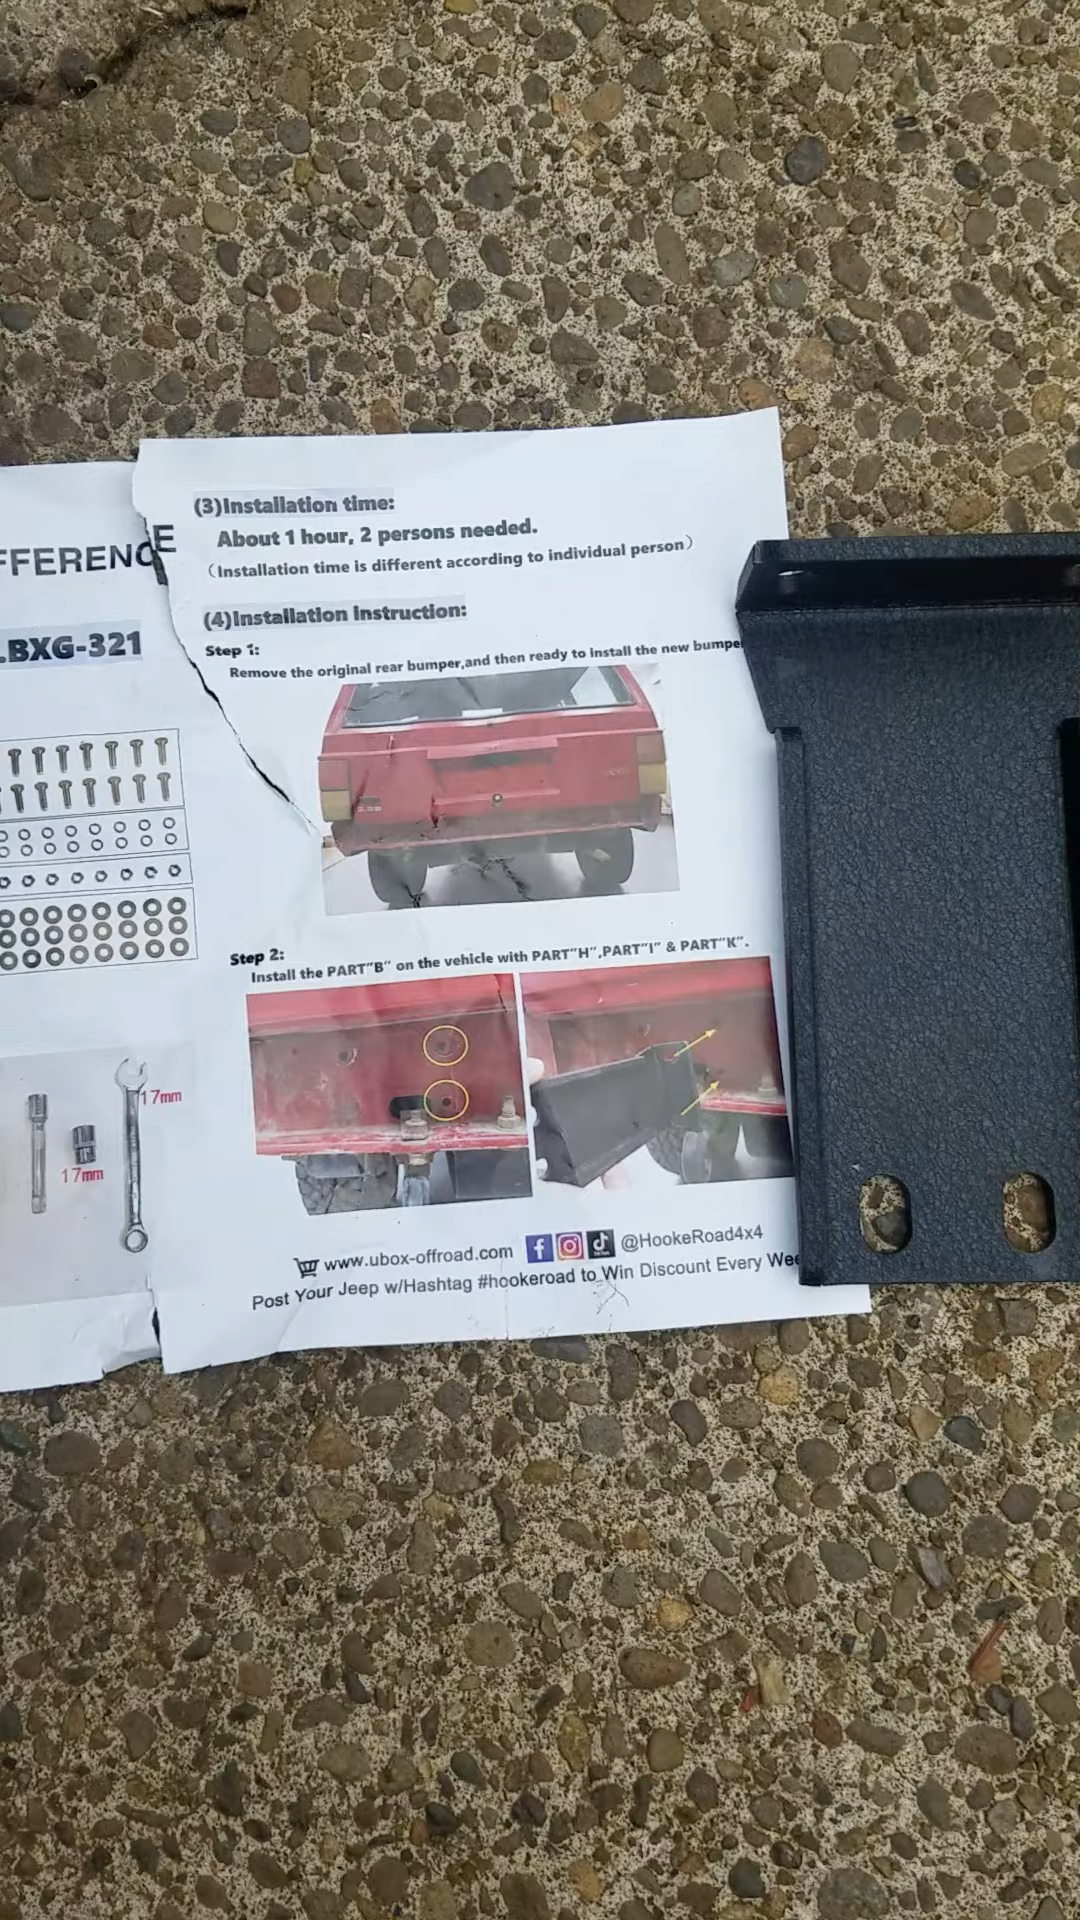 FFERENCE
.BXG-321
17mm
17mm
(3)Installation time:
About 1 hour, 2 persons needed.
(Installation time is different according to individual person)
(4)Installation instruction:
Step 1:
Remove the original rear bumper,and then ready to install the new bumpe
Step 2:
Install the PART"B" on the vehicle with PART"H",PART"I" & PART"K".
www.ubox-offroad.com @HookeRoad4x4
Post Your Jeep w/Hashtag #hookeroad to Win Discount Every Wee